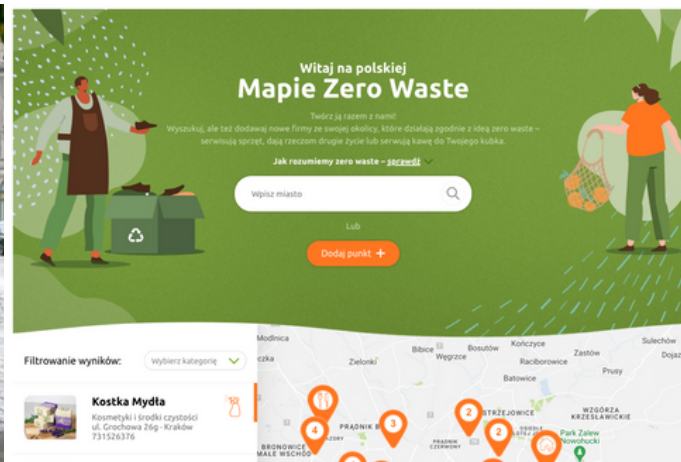 Witaj na polskiej
Mapie Zero Waste
Twórz ją razem z nami!
Wyszukuj, ale też dodawaj nowe firmy ze swojej okolicy, które działają zgodnie z ideą zero waste –
serwisują sprzęt, dają rzeczom drugie życie lub serwują kawę do Twojego kubka.
Jak rozumiemy zero waste – sprawdź
Wpisz miasto
Lub
Dodaj punkt +
Filtrowanie wyników:
Wybierz kategorię
Kostka Mydła
Kosmetyki i środki czystości
ul. Grochowa 26g - Kraków
731526376
Modlnica
Zielonki
Bibice
Węgrzce
Bosutów
Kończyce
Raciborowice
Batowice
Zastów
Prusy
Sulechów
Dojaz
PRĄDNIK B
BRONOWICE
MAŁE WSCHÓD
PRĄDNIK
CZERWONY
STRZEJOWICE
WZGÓRZA
KRZESŁAWICKIE
Park Zalew
Nowohucki
4
3
2
2